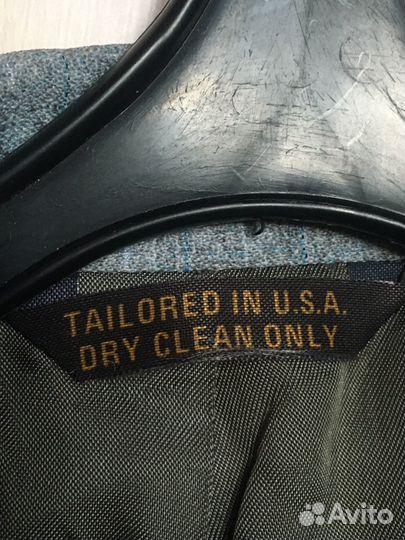 TAILORED IN U.S.A.
DRY CLEAN ONLY
Avito